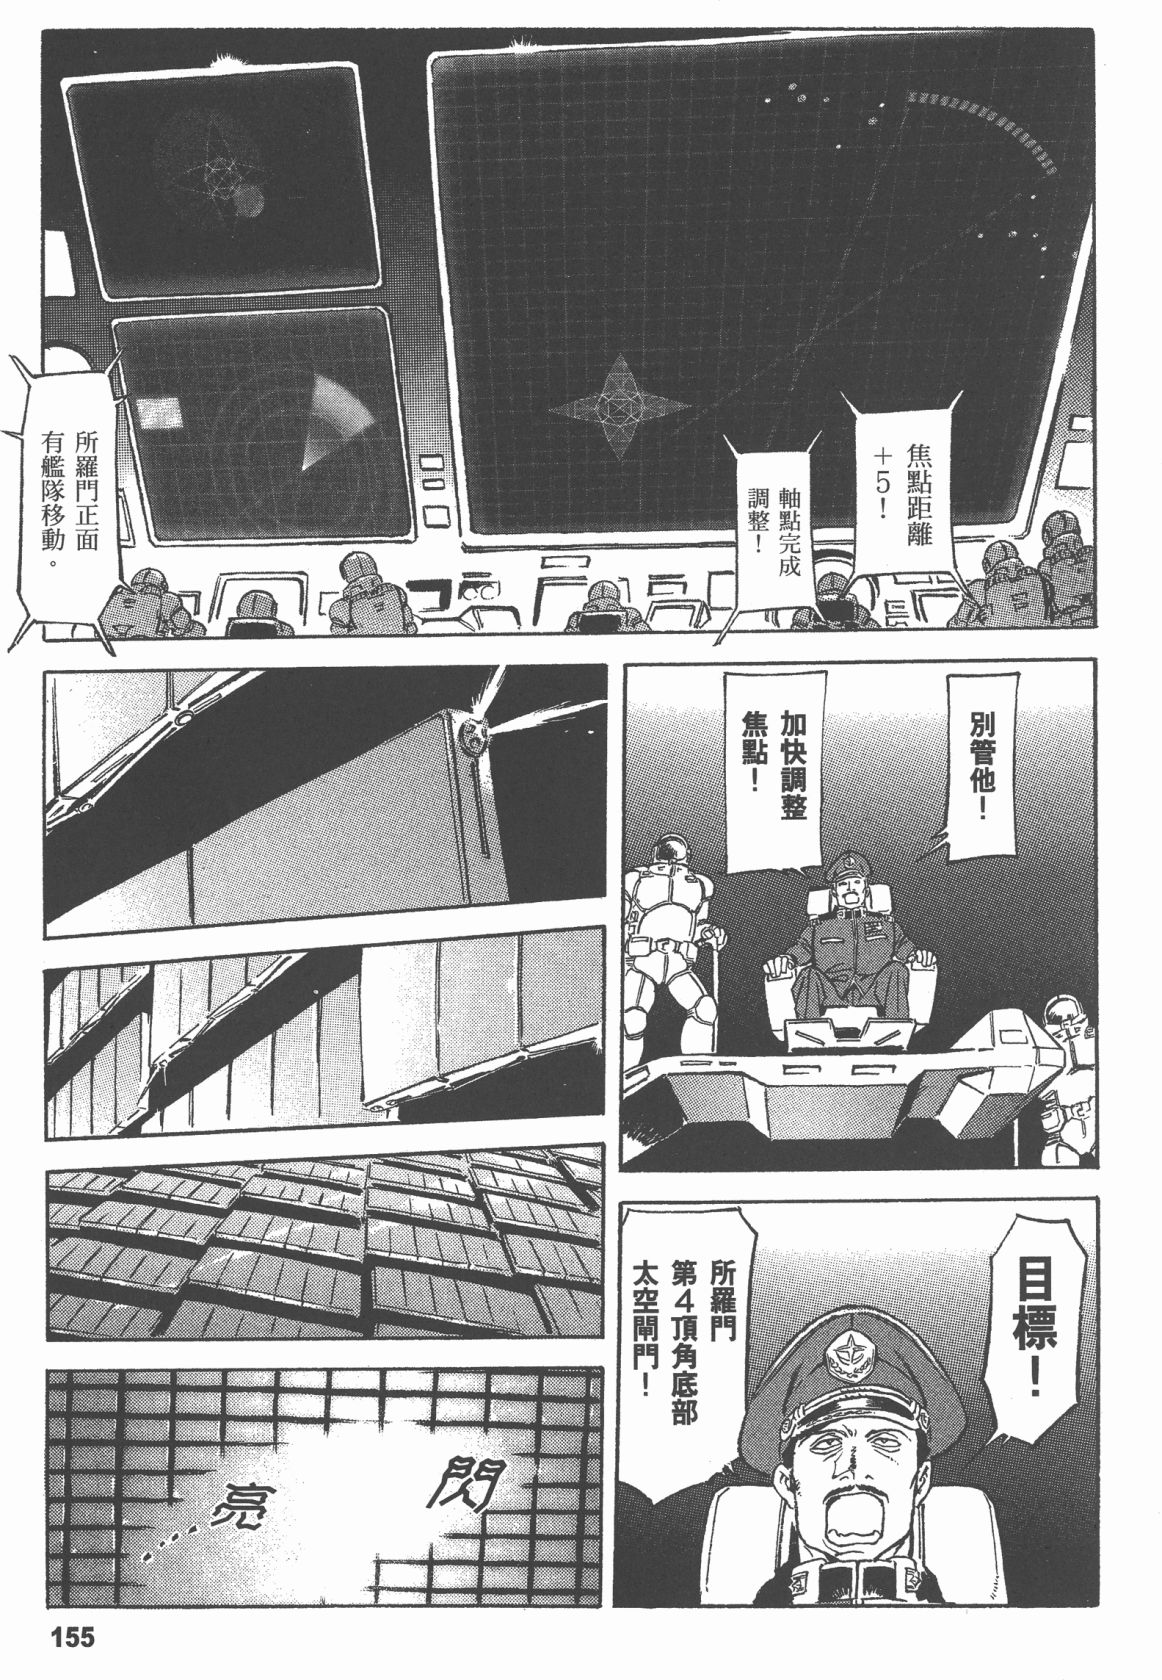 焦點距離
+5！
軸點完成
調整！
所羅門正面
有艦隊移動。
別管他！
加快調整
焦點！
目標！
所羅門
第4頂角底部
太空閘門！
閃
亮
155